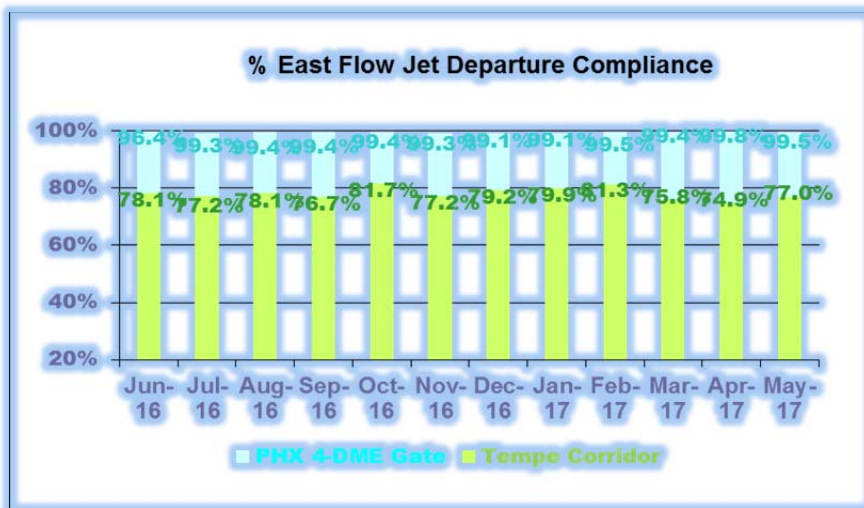 % East Flow Jet Departure Compliance
100%
80%
60%
40%
20%
96.4% 99.3% 99.4% 99.4% 99.4% 99.3% 99.1% 99.1% 99.5% 99.4% 99.8% 99.5%
78.1% 77.2% 78.1% 76.7% 81.7% 77.2% 79.2% 79.9% 81.3% 75.8% 74.9% 77.0%
Jun- Jul- Aug- Sep- Oct- Nov- Dec- Jan- Feb- Mar- Apr- May-
16 16 16 16 16 16 16 17 17 17 17 17
PHX 4-DME Gate Tempe Corridor